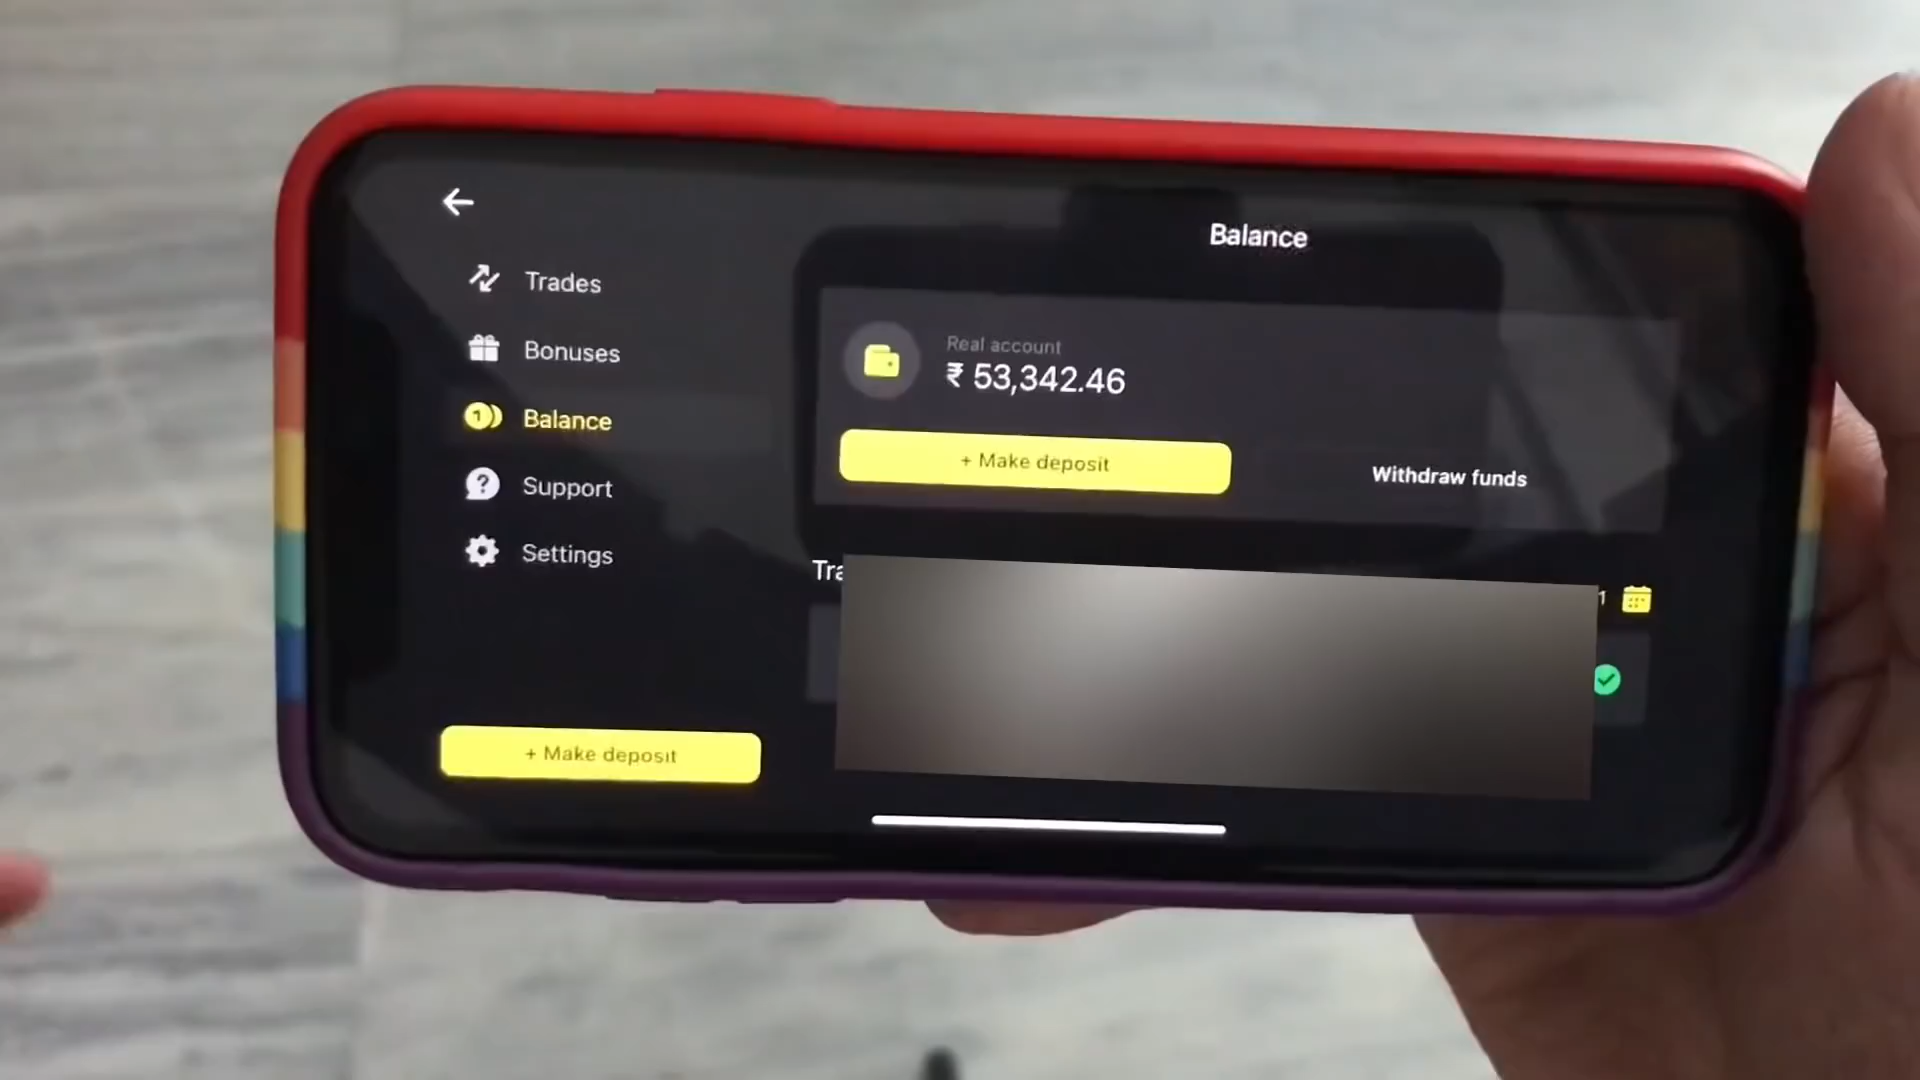 Balance
Trades
Bonuses
Balance
Support
Settings
+ Make deposit
Real account
₹ 53,342.46
+ Make deposit
Withdraw funds